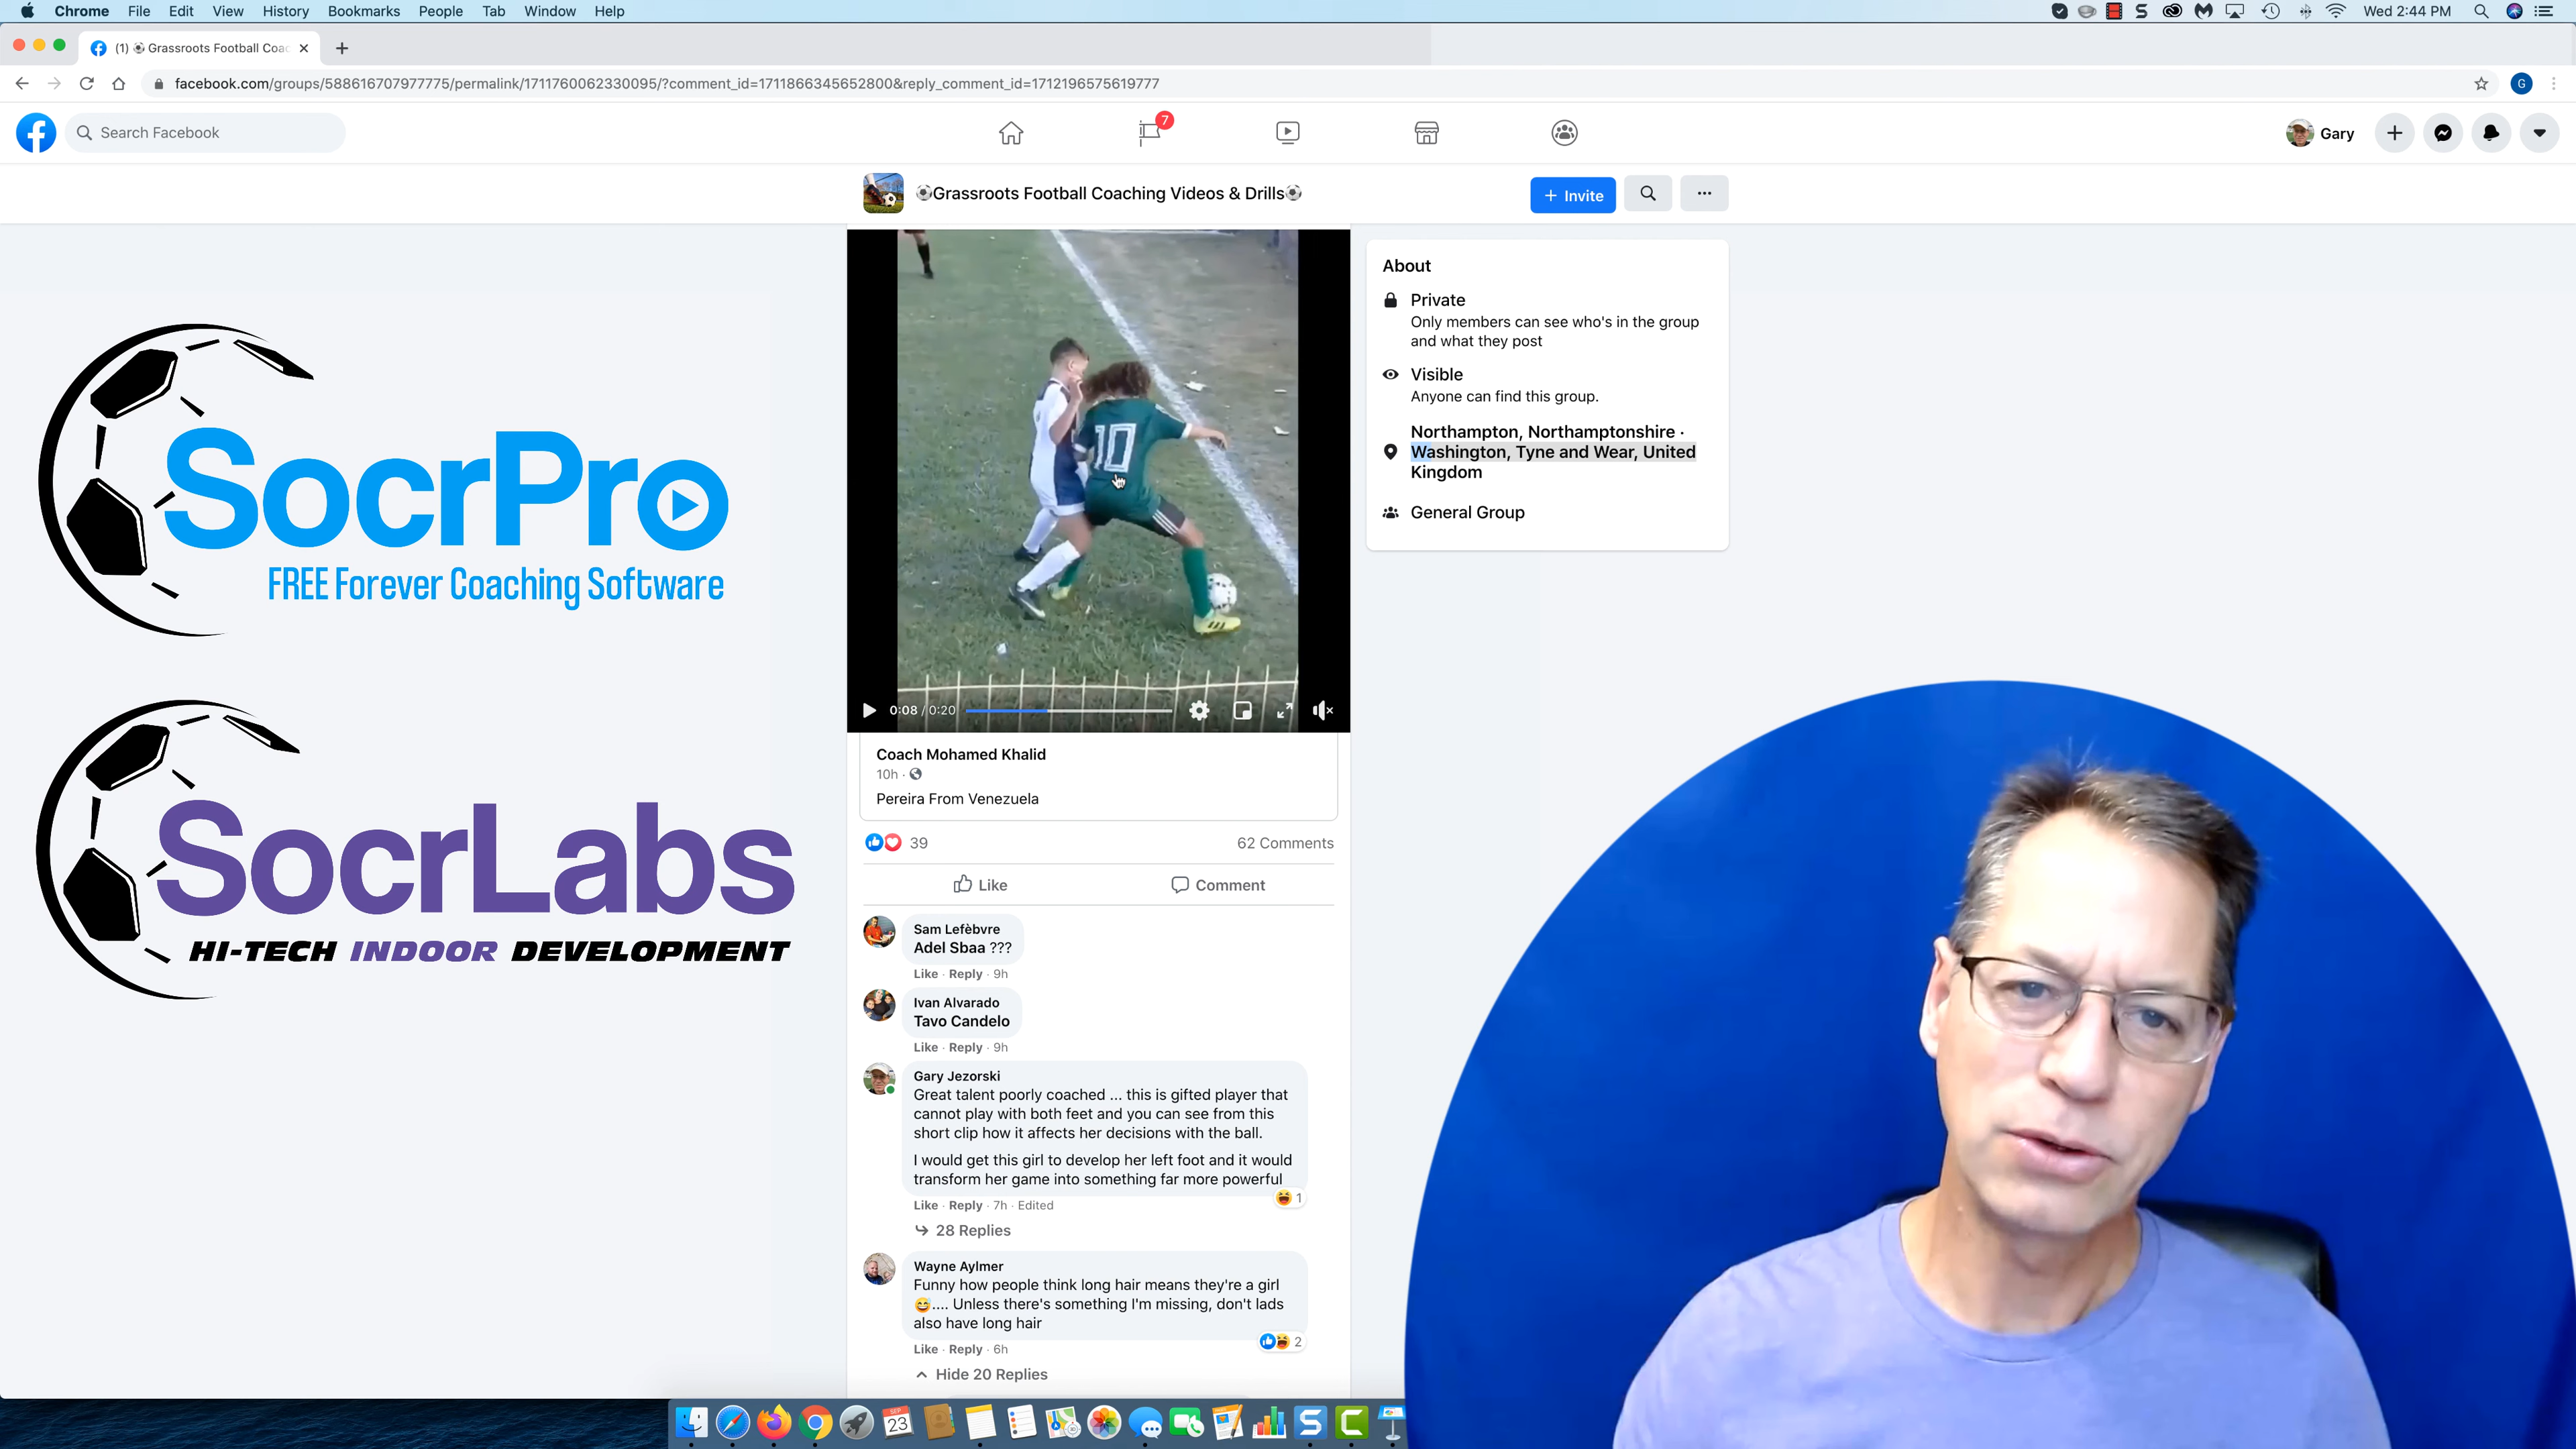 Chrome File Edit View History Bookmarks People Tab Window Help
Wed 2:44 PM
(1) ⚽ Grassroots Football Coac
facebook.com/groups/588616707977775/permalink/1711760062330095/?comment_id=1711866345652800&reply_comment_id=1712196575619777
G
Search Facebook
7
Gary
⚽Grassroots Football Coaching Videos & Drills⚽
+ Invite
10
0:08 / 0:20
About
Private
Only members can see who's in the group
and what they post
Visible
Anyone can find this group.
Northampton, Northamptonshire ·
Washington, Tyne and Wear, United
Kingdom
General Group
SocrPro
FREE Forever Coaching Software
SocrLabs
HI-TECH INDOOR DEVELOPMENT
Coach Mohamed Khalid
10h ·
Pereira From Venezuela
39
62 Comments
Like
Comment
Sam Lefèbvre
Adel Sbaa ???
Like · Reply · 9h
Ivan Alvarado
Tavo Candelo
Like · Reply · 9h
Gary Jezorski
Great talent poorly coached ... this is gifted player that
cannot play with both feet and you can see from this
short clip how it affects her decisions with the ball.
I would get this girl to develop her left foot and it would
transform her game into something far more powerful
1
Like · Reply · 7h · Edited
28 Replies
Wayne Aylmer
Funny how people think long hair means they're a girl
😅.... Unless there's something I'm missing, don't lads
also have long hair
2
Like · Reply · 6h
Hide 20 Replies
SEP
23